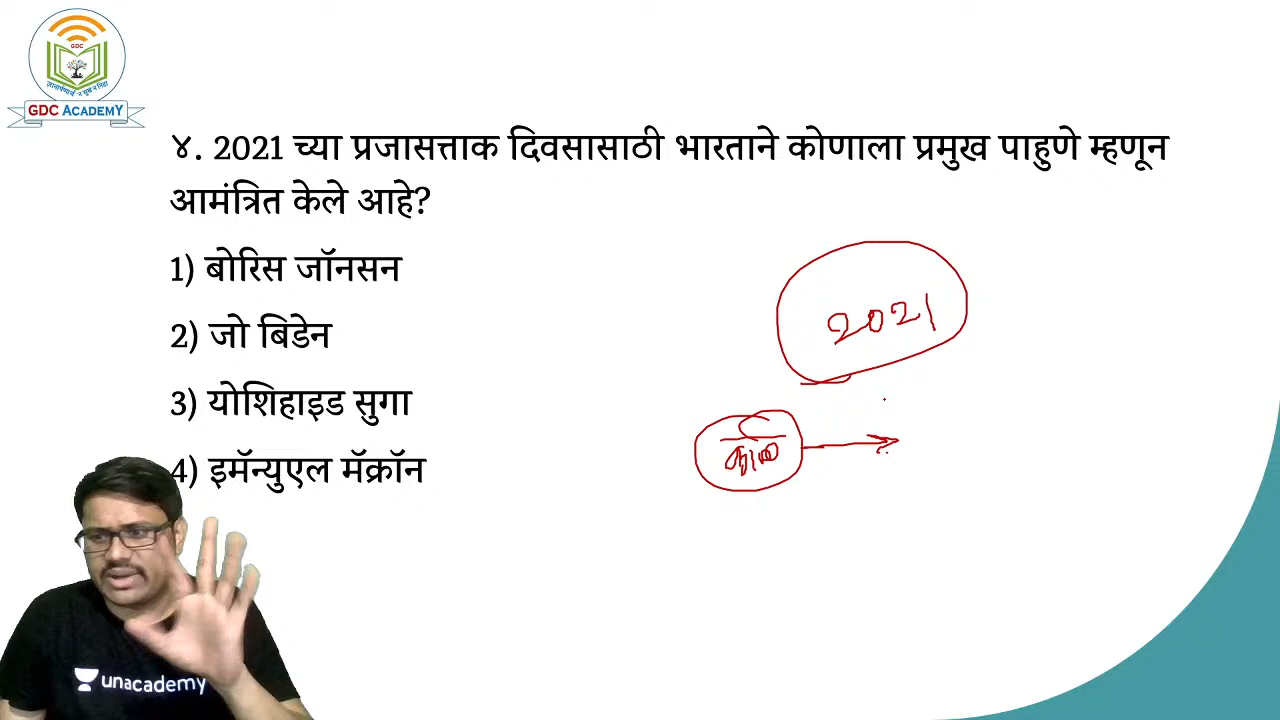 GDC
GDC ACADEMY
४. 2021 च्या प्रजासत्ताक दिवसासाठी भारताने कोणाला प्रमुख पाहुणे म्हणून
आमंत्रित केले आहे?
1) बोरिस जॉनसन
2) जो बिडेन
3) योशिहाइड सुगा
4) इमॅन्युएल मॅक्रॉन
2021
unacademy